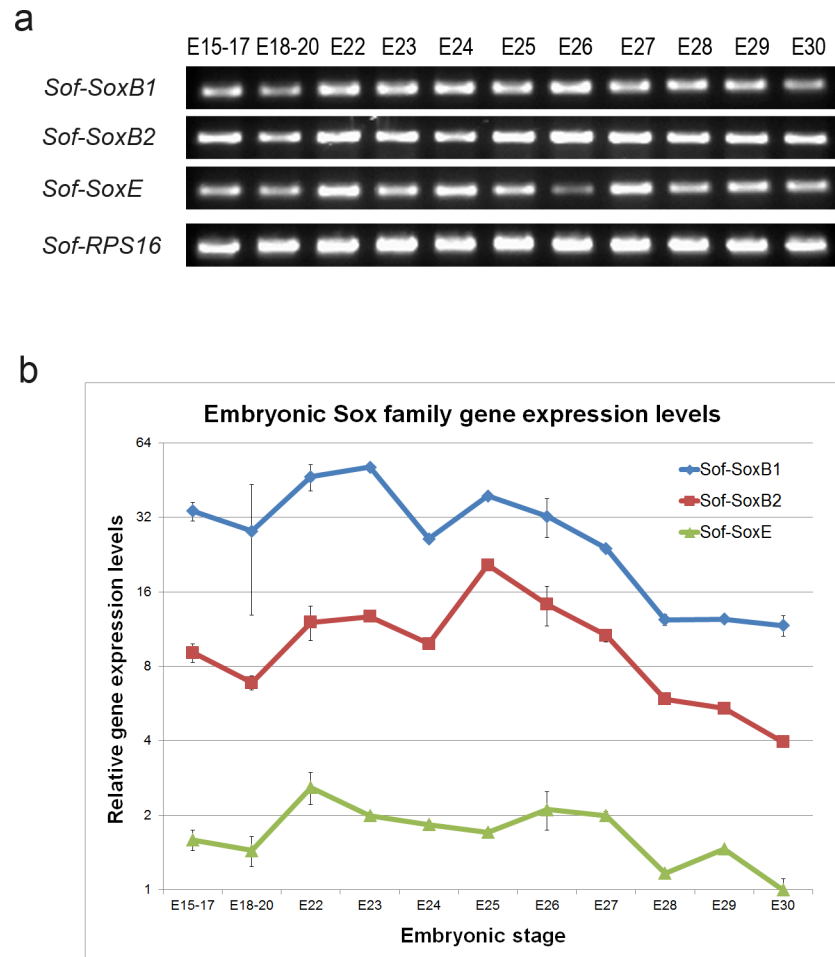 a
E15-17 E18-20 E22 E23 E24 E25 E26 E27 E28 E29 E30
Sof-SoxB1
Sof-SoxB2
Sof-SoxE
Sof-RPS16
b
Embryonic Sox family gene expression levels
64
32
16
8
4
2
1
Relative gene expression levels
Sof-SoxB1
Sof-SoxB2
Sof-SoxE
E15-17 E18-20 E22 E23 E24 E25 E26 E27 E28 E29 E30
Embryonic stage